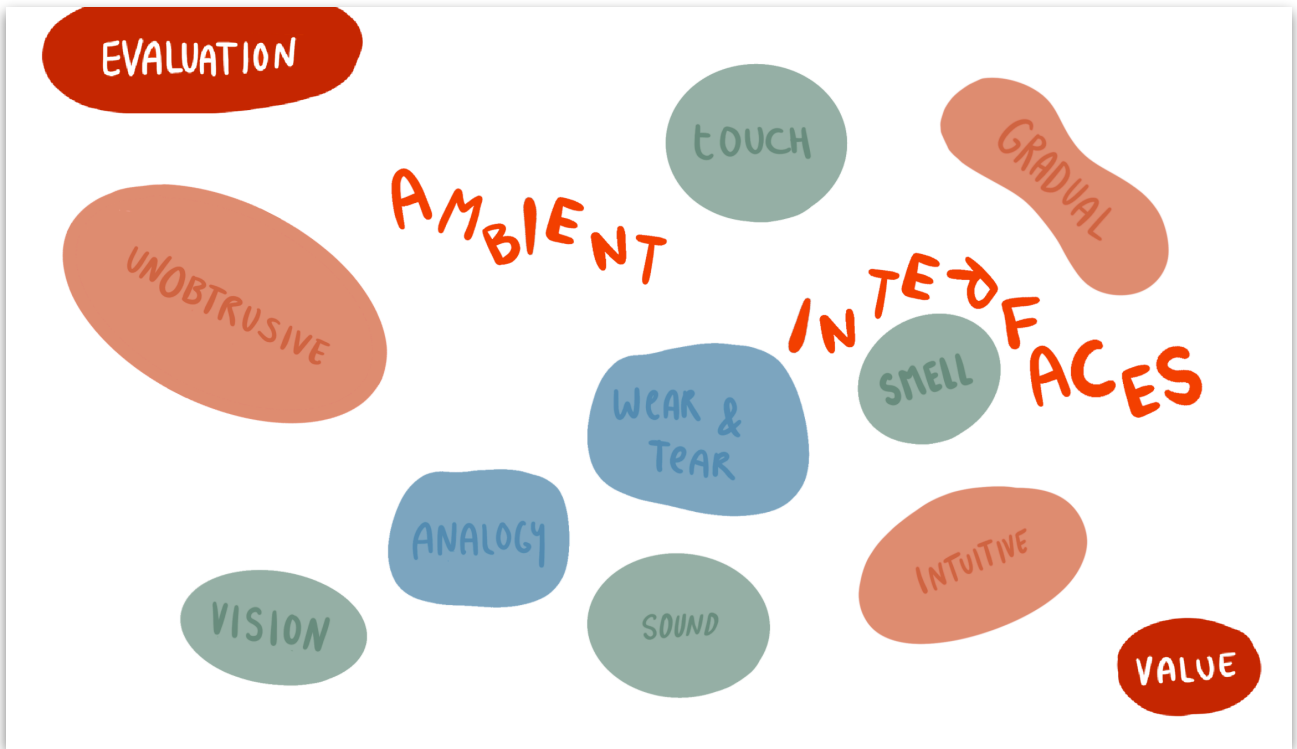 EVALUATION
tOUCH
GRADUAL
AMBIENT
UNOBTRUSIVE
INTERFACES
SMELL
WeAR &
TeAR
ANALOGY
INTUITIVE
VISION
SOUND
VALUE